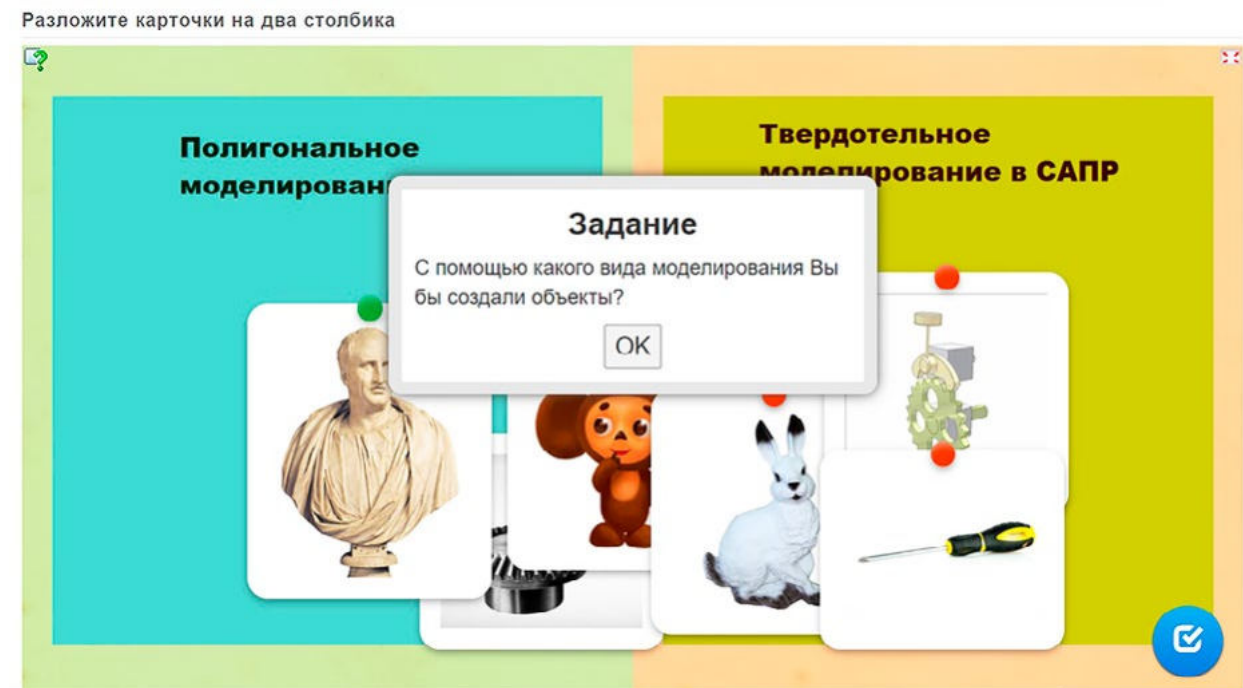 Разложите карточки на два столбика
Полигональное
Твердотельное
моделирование в САПР
Задание
С помощью какого вида моделирования Вы
бы создали объекты?
OK